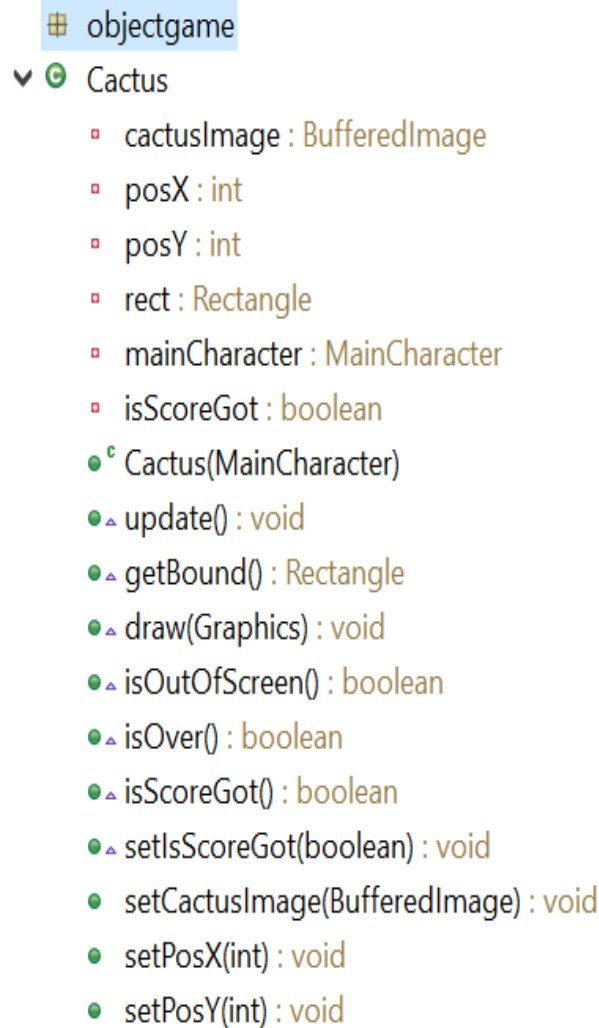 objectgame
Cactus
cactusImage : BufferedImage
posX : int
posY : int
rect : Rectangle
mainCharacter : MainCharacter
isScoreGot : boolean
Cactus(MainCharacter)
update() : void
getBound() : Rectangle
draw(Graphics) : void
isOutOfScreen() : boolean
isOver() : boolean
isScoreGot() : boolean
setIsScoreGot(boolean) : void
setCactusImage(BufferedImage) : void
setPosX(int) : void
setPosY(int) : void